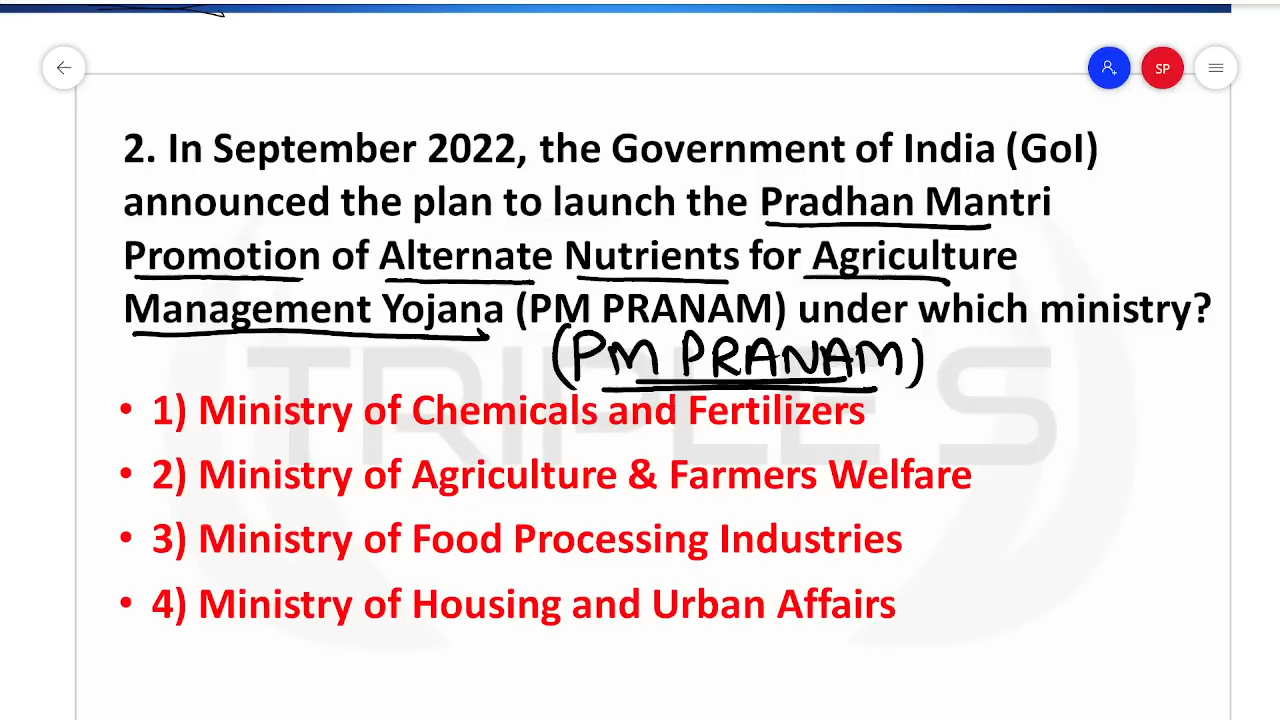 SP
2. In September 2022, the Government of India (GoI)
announced the plan to launch the Pradhan Mantri
Promotion of Alternate Nutrients for Agriculture
Management Yojana (PM PRANAM) under which ministry?
(PM PRANAM)
TRIPLE S
• 1) Ministry of Chemicals and Fertilizers
• 2) Ministry of Agriculture & Farmers Welfare
• 3) Ministry of Food Processing Industries
• 4) Ministry of Housing and Urban Affairs